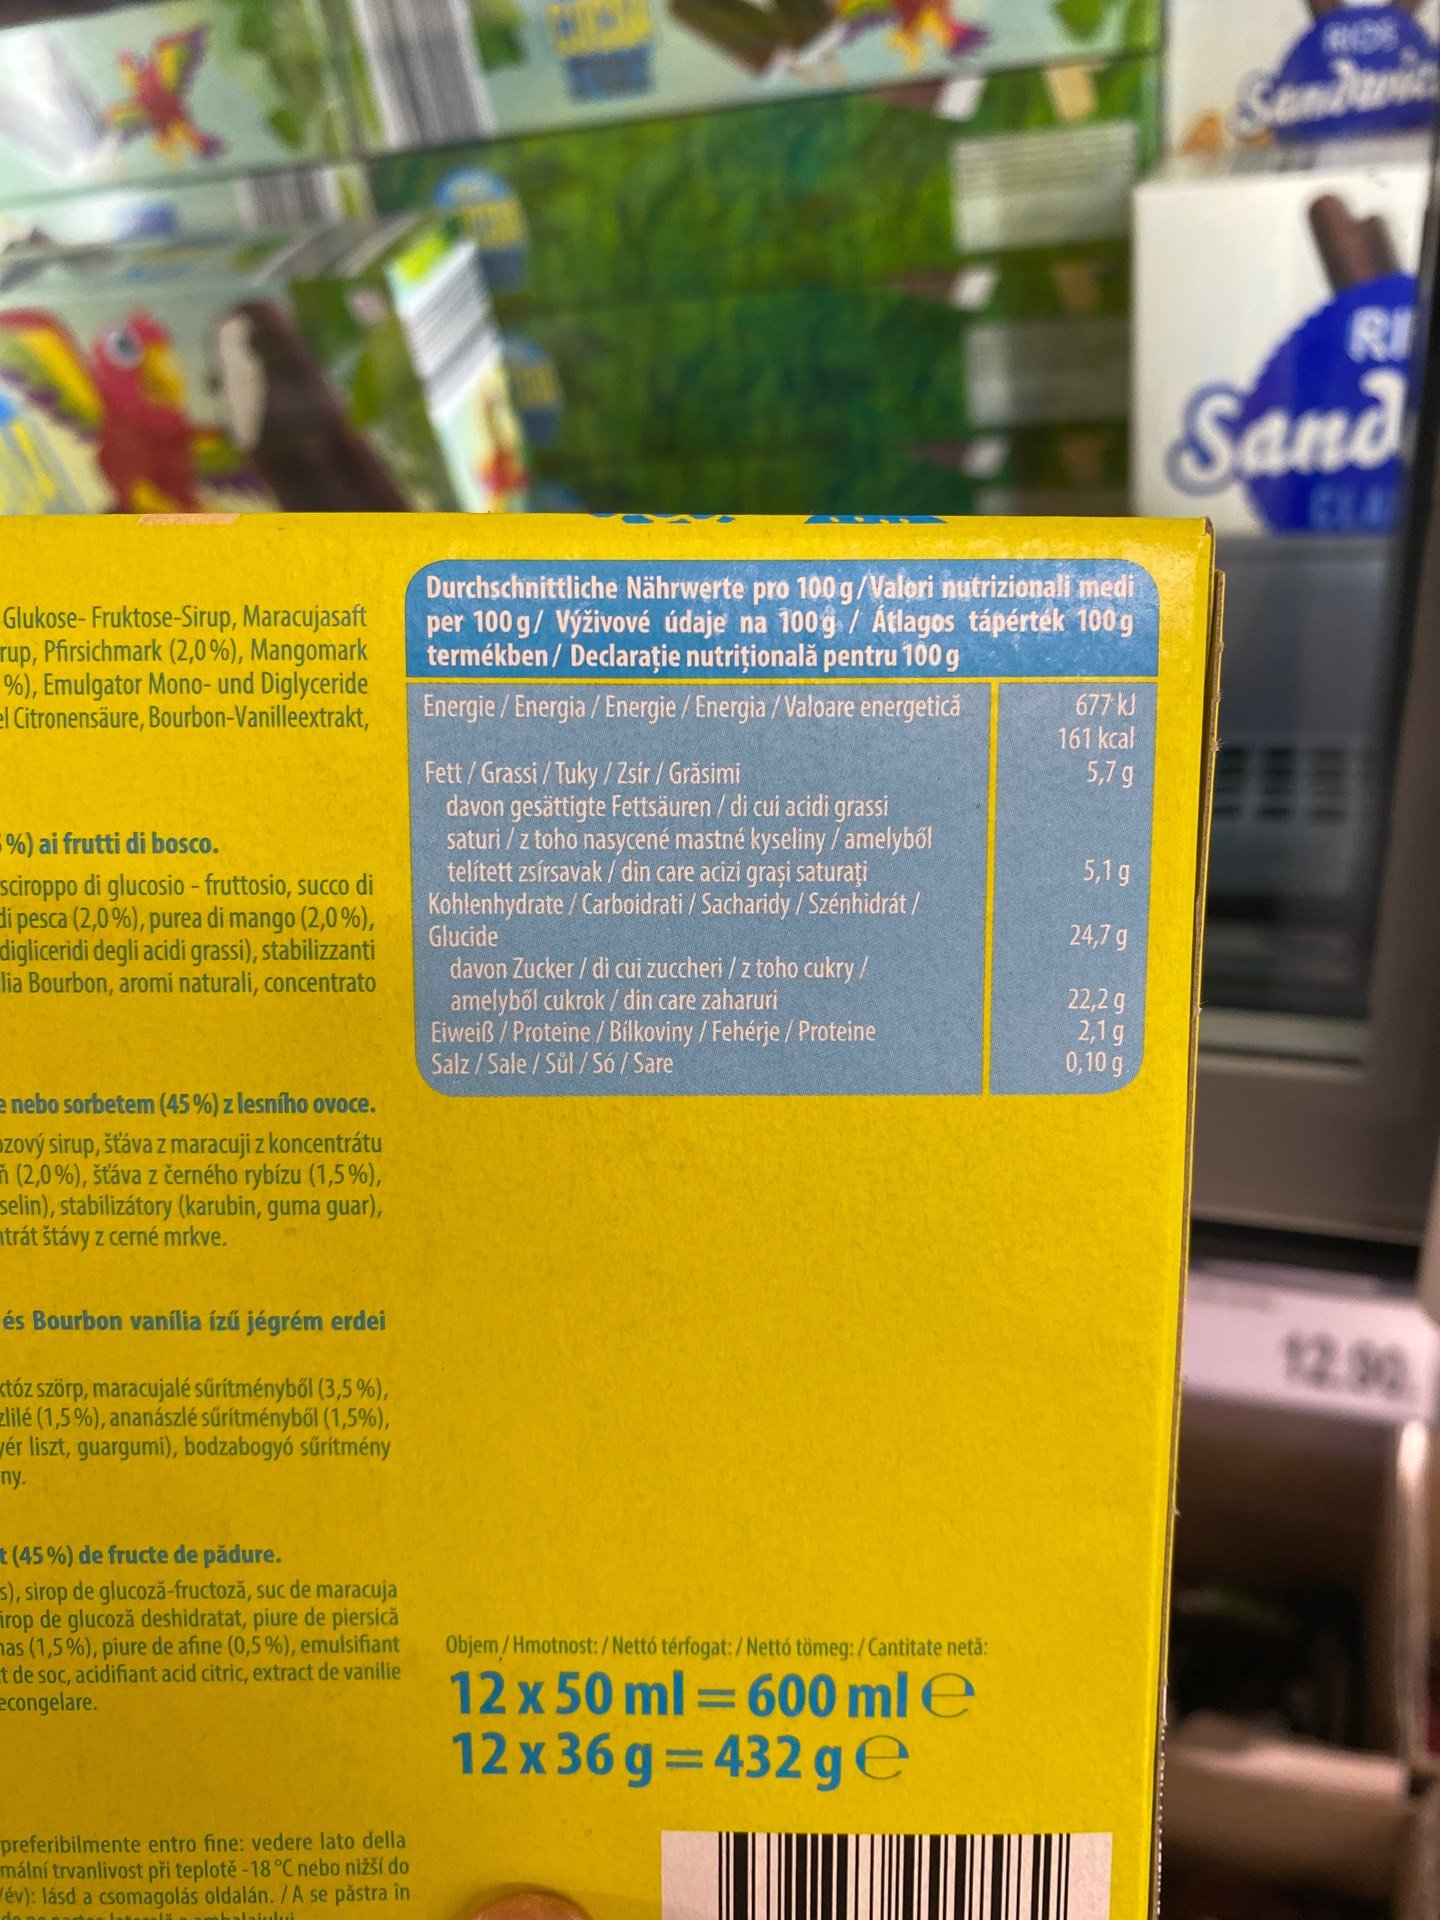 Sand
Glukose- Fruktose-Sirup, Maracujasaft
rup, Pfirsichmark (2,0%), Mangomark
%), Emulgator Mono- und Diglyceride
el Citronensäure, Bourbon-Vanilleextrakt,
%) ai frutti di bosco.
sciroppo di glucosio - fruttosio, succo di
di pesca (2,0%), purea di mango (2,0%),
digliceridi degli acidi grassi), stabilizzanti
lia Bourbon, aromi naturali, concentrato
e nebo sorbetem (45%) z lesního ovoce.
ózový sirup, šťáva z maracuji z koncentrátu
ň (2,0%), šťáva z černého rybízu (1,5%),
selin), stabilizátory (karubin, guma guar),
ntrát štávy z cerné mrkve.
és Bourbon vanília ízű jégrém erdei
któz szörp, maracujalé sűrítményből (3,5%),
zlilé (1,5%), ananászlé sűrítményből (1,5%),
yér liszt, guargumi), bodzabogyó sűrítmény
ny.
t (45%) de fructe de pădure.
s), sirop de glucoză-fructoză, suc de maracuja
irop de glucoză deshidratat, piure de piersică
nas (1,5%), piure de afine (0,5%), emulsifiant
t de soc, acidifiant acid citric, extract de vanilie
econgelare.
preferibilmente entro fine: vedere lato della
mální trvanlivost při teplotě -18°C nebo nižší do
/év): lásd a csomagolás oldalán. / A se păstra în
Durchschnittliche Nährwerte pro 100 g/Valori nutrizionali medi
per 100 g/ Výživové údaje na 100 g / Átlagos tápérték 100 g
termékben/ Declarație nutrițională pentru 100 g
Energie / Energia / Energie / Energia / Valoare energetică 677 kJ
161 kcal
Fett / Grassi / Tuky / Zsír / Grăsimi 5,7 g
davon gesättigte Fettsäuren / di cui acidi grassi
saturi / z toho nasycené mastné kyseliny / amelyből
telített zsírsavak / din care acizi grași saturați 5,1 g
Kohlenhydrate / Carboidrati / Sacharidy / Szénhidrát /
Glucide 24,7 g
davon Zucker / di cui zuccheri / z toho cukry /
amelyből cukrok / din care zaharuri 22,2 g
Eiweiß / Proteine / Bílkoviny / Fehérje / Proteine 2,1 g
Salz / Sale / Sůl / Só / Sare 0,10 g
Objem / Hmotnost: / Nettó térfogat: / Nettó tömeg: / Cantitate netă:
12 x 50 ml = 600 ml e
12 x 36 g = 432 g e
12.90